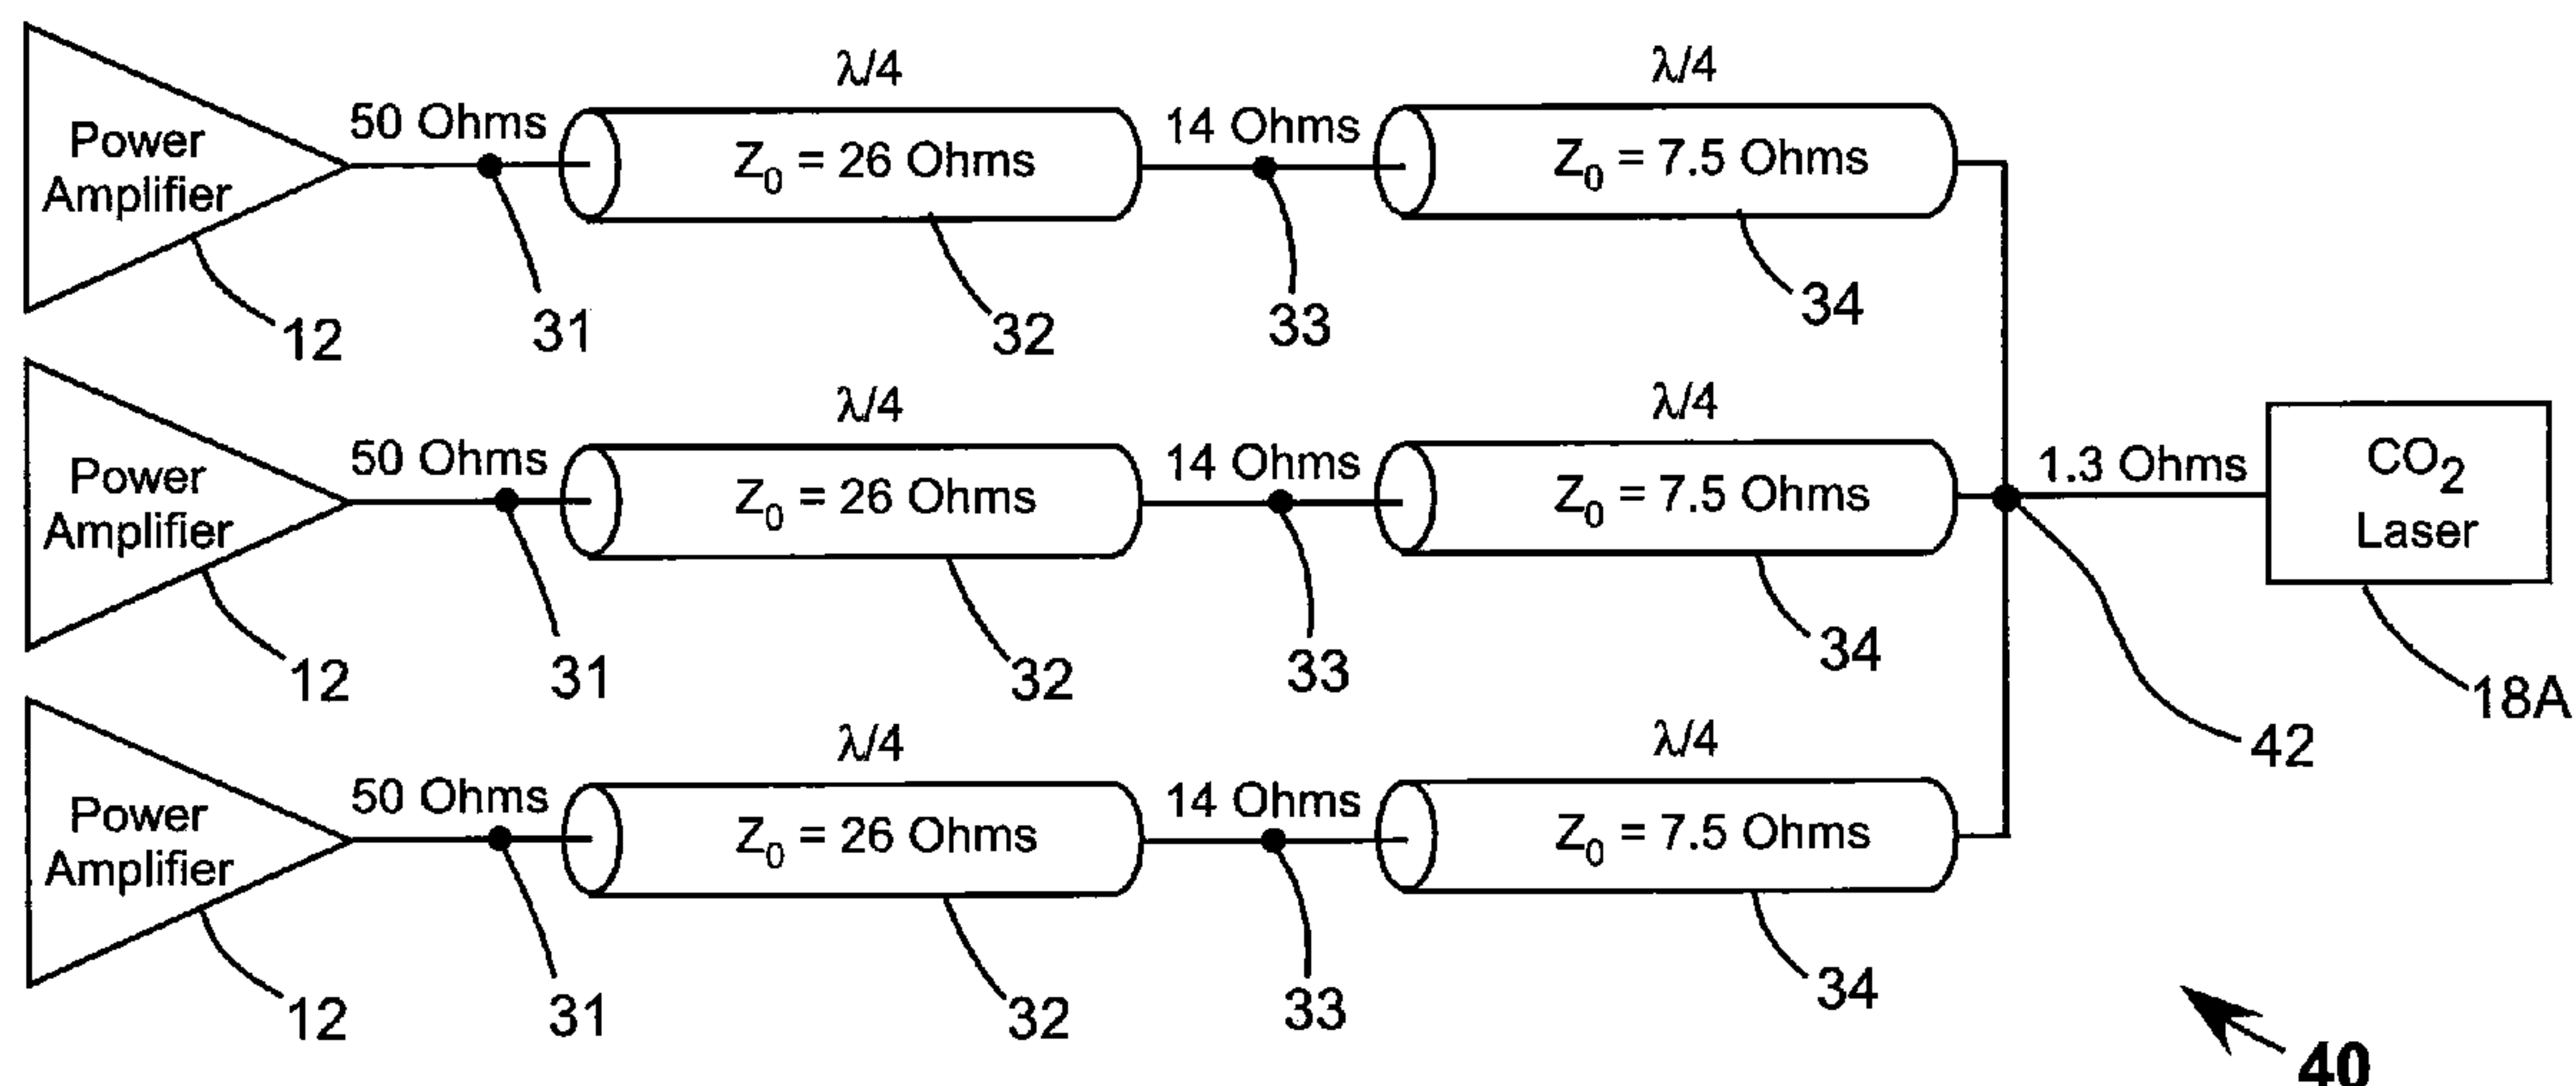 λ/4 λ/4
50 Ohms 14 Ohms
Power
Amplifier
Z0 = 26 Ohms Z0 = 7.5 Ohms
12 31 32 33 34
λ/4 λ/4
50 Ohms 14 Ohms 1.3 Ohms
Power
Amplifier
Z0 = 26 Ohms Z0 = 7.5 Ohms
CO2
Laser
12 31 32 33 34 18A
42
λ/4 λ/4
50 Ohms 14 Ohms
Power
Amplifier
Z0 = 26 Ohms Z0 = 7.5 Ohms
12 31 32 33 34
40